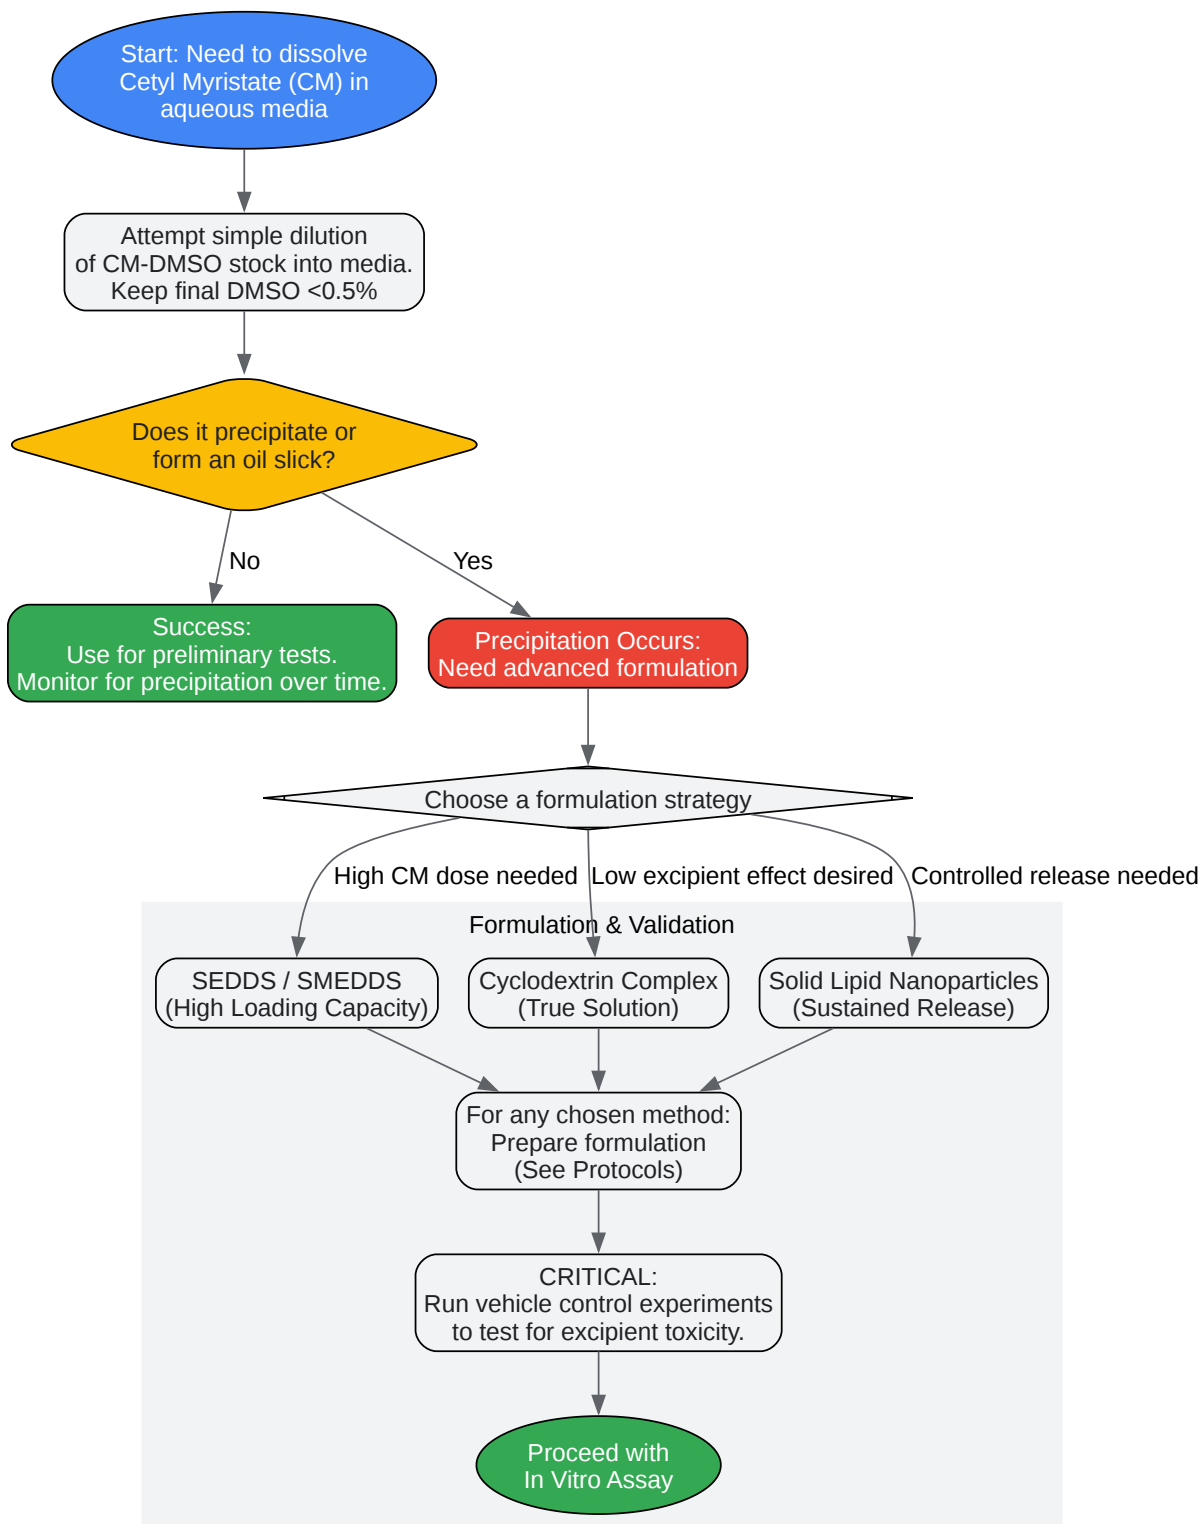 Start: Need to dissolve
Cetyl Myristate (CM) in
aqueous media
Attempt simple dilution
of CM-DMSO stock into media.
Keep final DMSO <0.5%
Does it precipitate or
form an oil slick?
No
Yes
Success:
Use for preliminary tests.
Monitor for precipitation over time.
Precipitation Occurs:
Need advanced formulation
Choose a formulation strategy
High CM dose needed
Low excipient effect desired
Controlled release needed
Formulation & Validation
SEDDS / SMEDDS
(High Loading Capacity)
Cyclodextrin Complex
(True Solution)
Solid Lipid Nanoparticles
(Sustained Release)
For any chosen method:
Prepare formulation
(See Protocols)
CRITICAL:
Run vehicle control experiments
to test for excipient toxicity.
Proceed with
In Vitro Assay